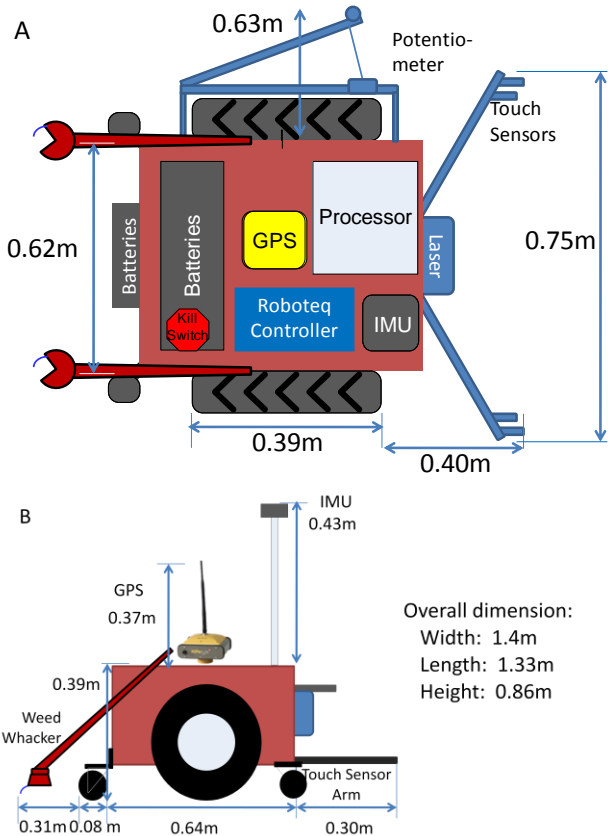 A
0.63m
Potentio-
meter
Touch
Sensors
0.62m
Batteries
Batteries
GPS
Processor
Laser
0.75m
Kill
Switch
Roboteq
Controller
IMU
0.39m
0.40m
B
IMU
0.43m
GPS
0.37m
0.39m
Weed
Whacker
Touch Sensor
Arm
0.31m
0.08 m
0.64m
0.30m
Overall dimension:
Width: 1.4m
Length: 1.33m
Height: 0.86m